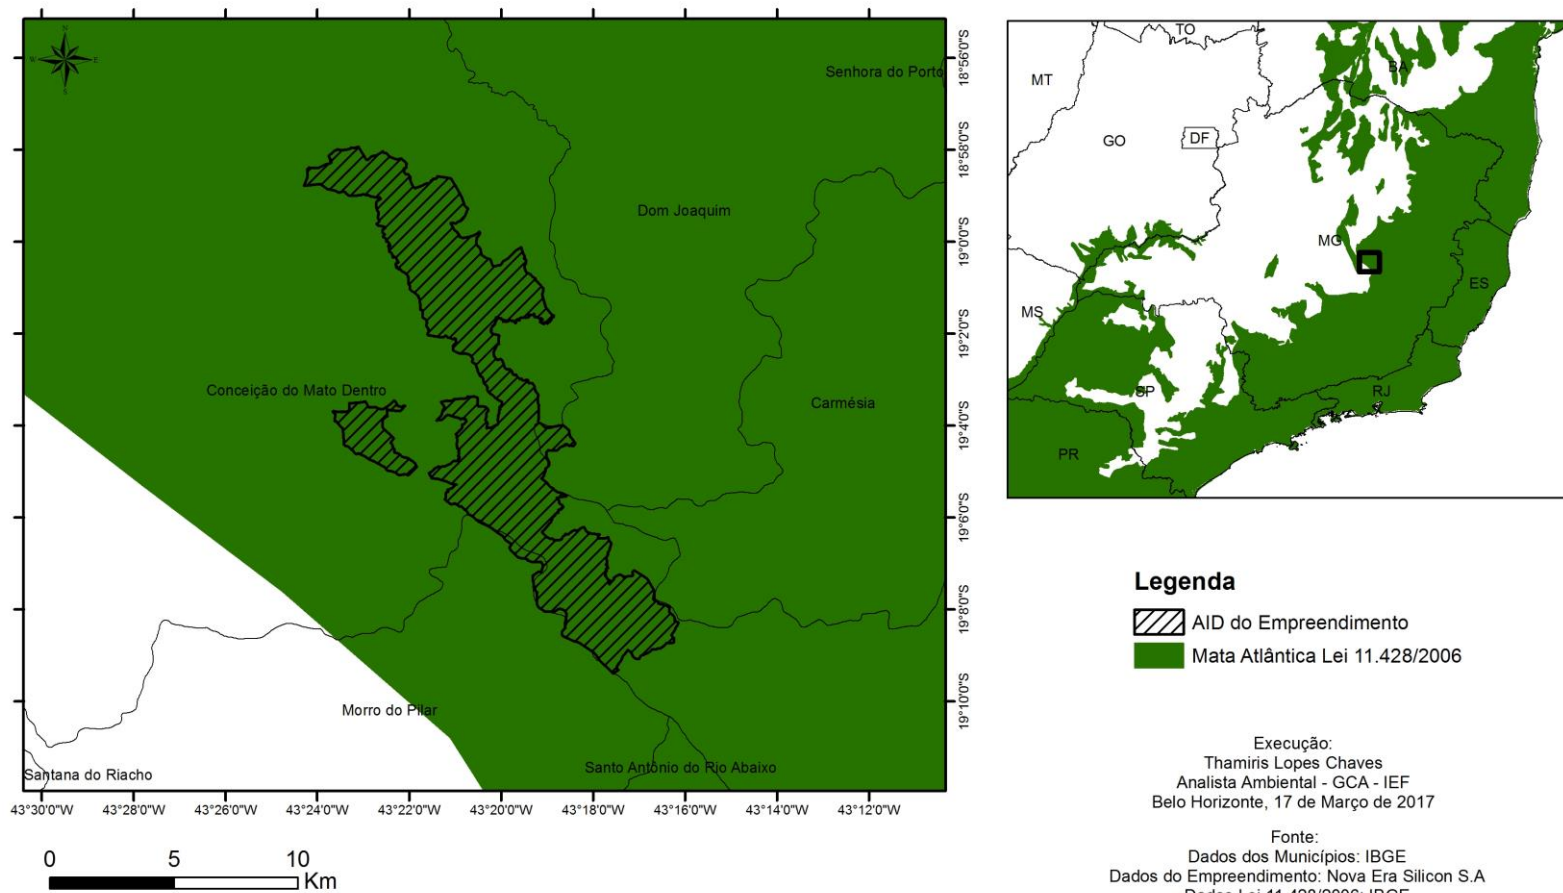 N
W
E
S
Senhora do Porto
Dom Joaquim
Conceição do Mato Dentro
Carmésia
Morro do Pilar
Santana do Riacho
Santo Antônio do Rio Abaixo
18°56'0"S
18°58'0"S
19°0'0"S
19°2'0"S
19°4'0"S
19°6'0"S
19°8'0"S
19°10'0"S
43°30'0"W 43°28'0"W 43°26'0"W 43°24'0"W 43°22'0"W 43°20'0"W 43°18'0"W 43°16'0"W 43°14'0"W 43°12'0"W
0 5 10
Km
TO
BA
MT
GO
DF
MG
ES
MS
SP
RJ
PR
Legenda
AID do Empreendimento
Mata Atlântica Lei 11.428/2006
Execução:
Thamiris Lopes Chaves
Analista Ambiental - GCA - IEF
Belo Horizonte, 17 de Março de 2017
Fonte:
Dados dos Municípios: IBGE
Dados do Empreendimento: Nova Era Silicon S.A
Dados Lei 11.428/2006: IBGE